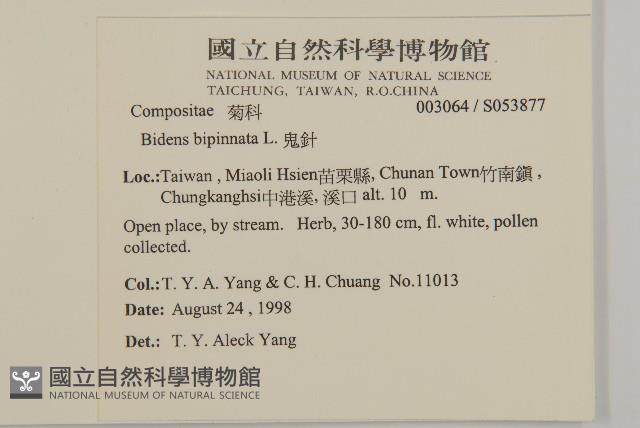 國立自然科學博物館
NATIONAL MUSEUM OF NATURAL SCIENCE
TAICHUNG, TAIWAN, R.O.CHINA
Compositae 菊科 003064 / S053877
Bidens bipinnata L. 鬼針
Loc.:Taiwan , Miaoli Hsien苗栗縣, Chunan Town竹南鎭 ,
Chungkanghsi中港溪, 溪口 alt. 10 m.
Open place, by stream. Herb, 30-180 cm, fl. white, pollen
collected.
Col.: T. Y. A. Yang & C. H. Chuang No.11013
Date: August 24 , 1998
Det.: T. Y. Aleck Yang
國立自然科學博物館
NATIONAL MUSEUM OF NATURAL SCIENCE